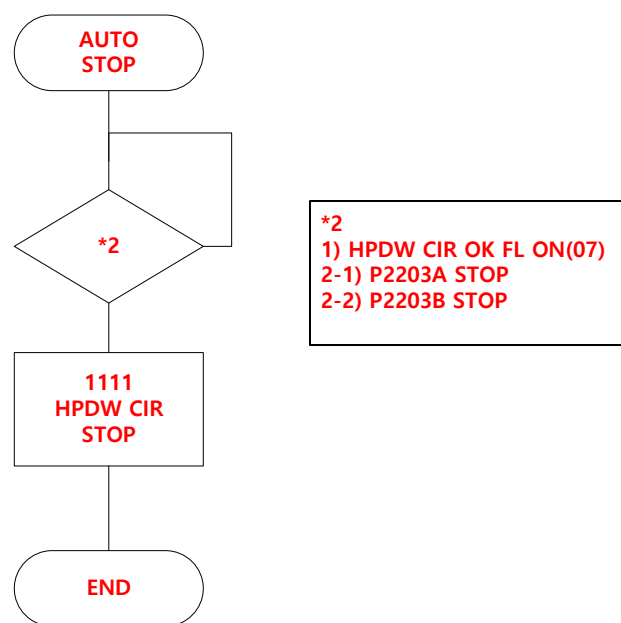 AUTO
STOP
*2
*2
1) HPDW CIR OK FL ON(07)
2-1) P2203A STOP
2-2) P2203B STOP
1111
HPDW CIR
STOP
END